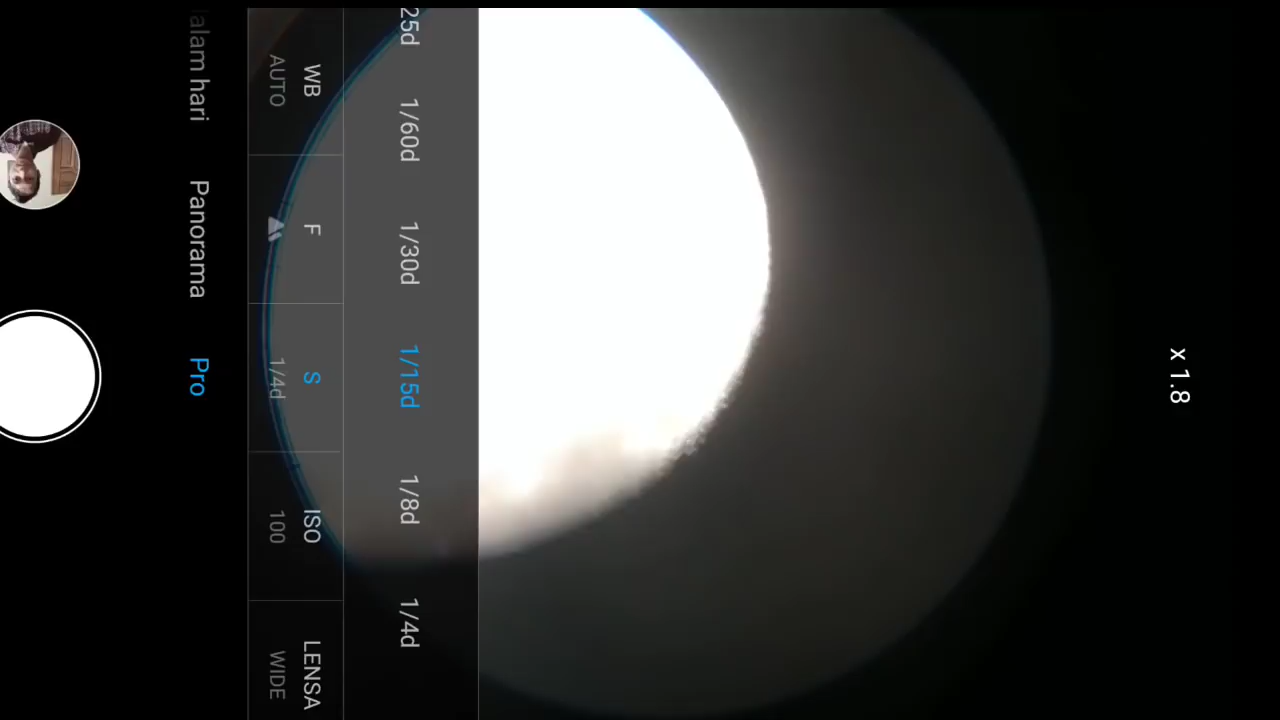 x 1.8
25d
1/60d
1/30d
1/15d
1/8d
1/4d
WB
AUTO
F
S
1/4d
ISO
100
LENSA
WIDE
alam hari
Panorama
Pro